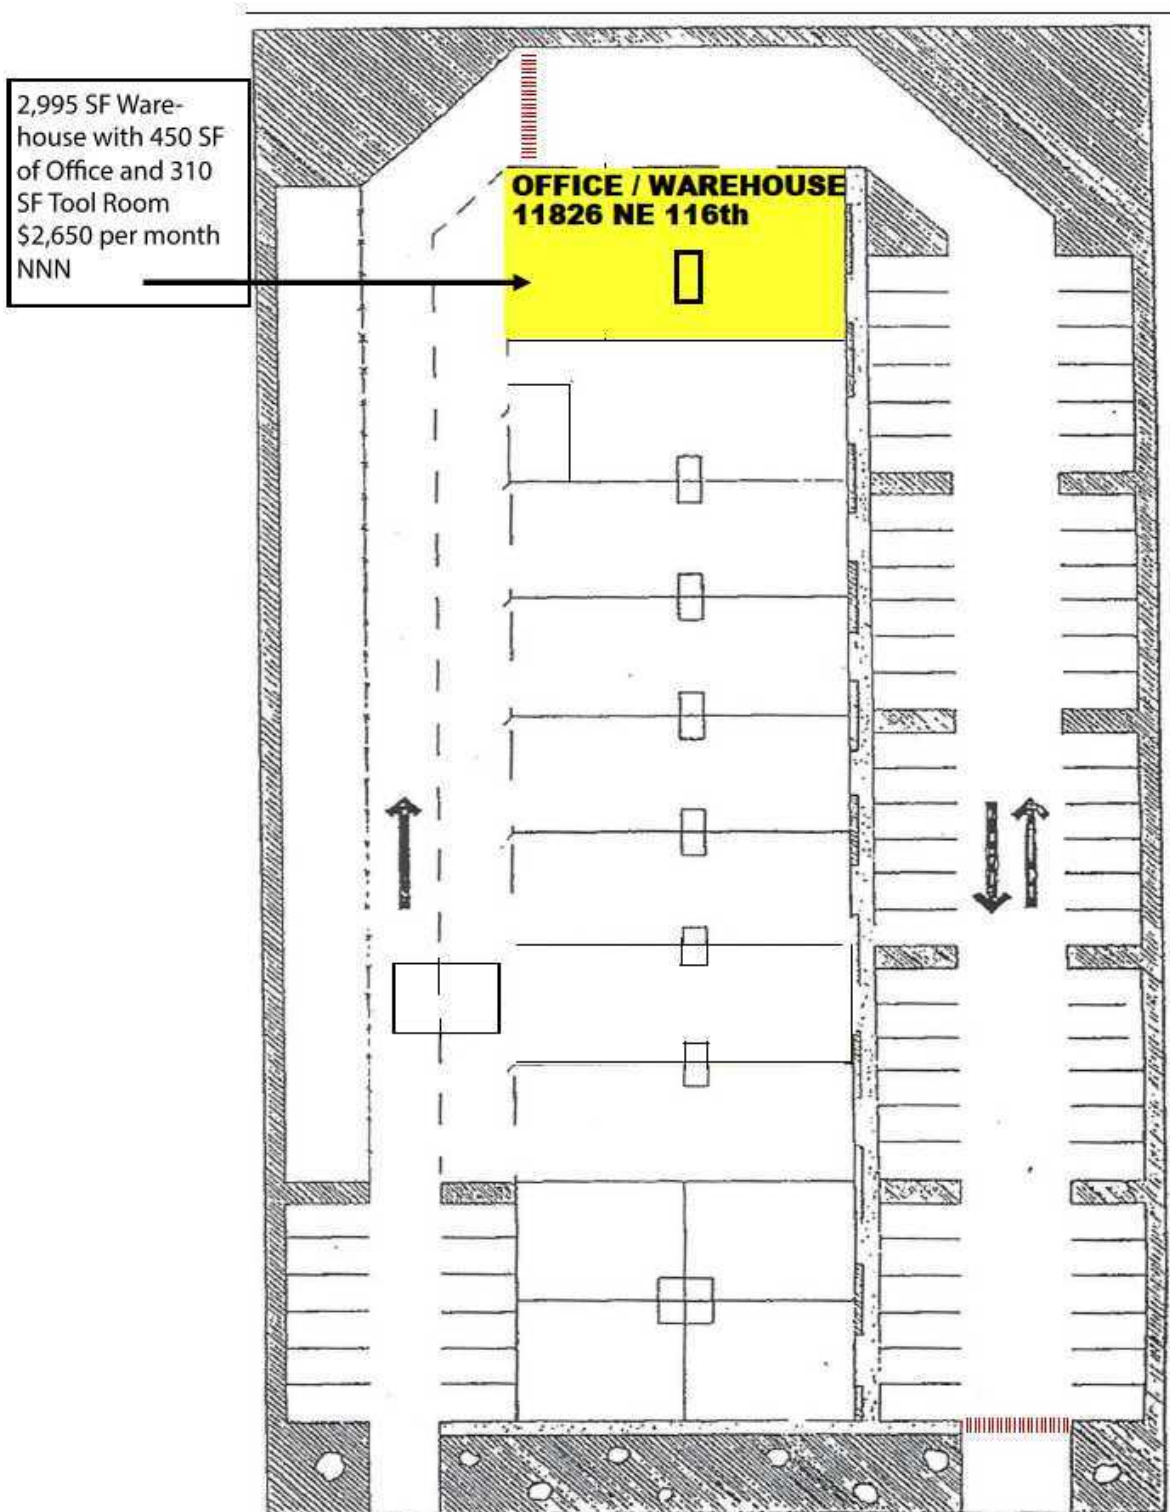 2,995 SF Ware-
house with 450 SF
of Office and 310
SF Tool Room
$2,650 per month
NNN
OFFICE / WAREHOUSE
11826 NE 116th